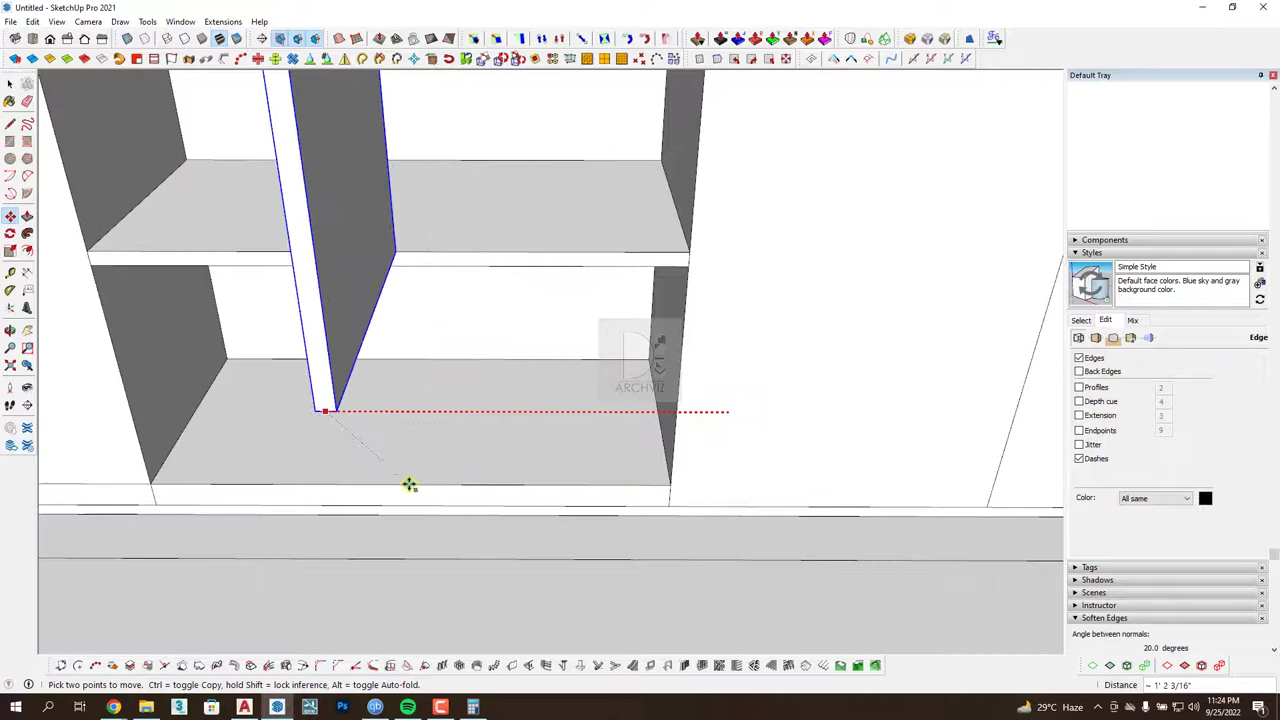 Untitled - SketchUp Pro 2021
File Edit View Camera Draw Tools Window Extensions Help
Default Tray
Components
Styles
Simple Style
Default face colors. Blue sky and gray background color.
Select Edit Mix
Edge
Edges
Back Edges
Profiles 2
Depth cue 4
Extension 3
Endpoints 9
Jitter
Dashes
Color: All same
Tags
Shadows
Scenes
Instructor
Soften Edges
Angle between normals:
20.0 degrees
ARCHVIZ
Pick two points to move. Ctrl = toggle Copy, hold Shift = lock inference, Alt = toggle Auto-fold.
Distance ~ 1' 2 3/16"
29°C Haze
11:24 PM
9/25/2022